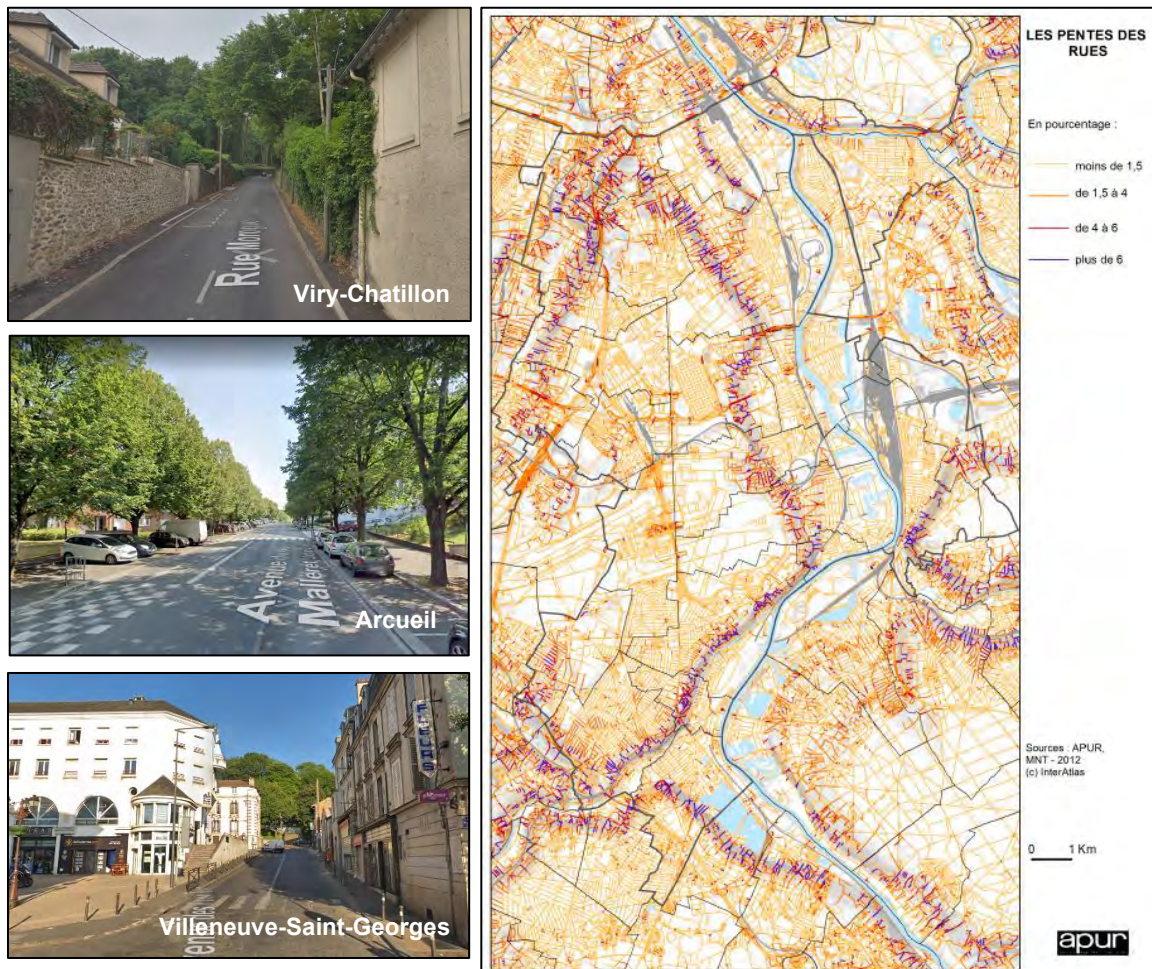 Rue Morque
Viry-Chatillon
Avenue
Malleret
Arcueil
FLEURS
Villeneuve-Saint-Georges
LES PENTES DES
RUES
En pourcentage :
moins de 1,5
de 1,5 à 4
de 4 à 6
plus de 6
Sources : APUR,
MNT - 2012
(c) InterAtlas
0 1 Km
apur